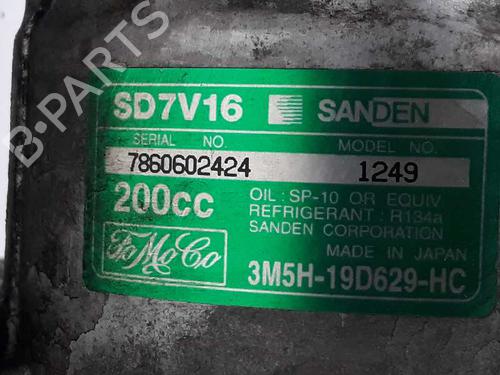 SD7V16 SANDEN
SERIAL NO. MODEL NO.
7860602424 1249
200cc
OIL : SP-10 OR EQUIV
REFRIGERANT : R134a
SANDEN CORPORATION
MADE IN JAPAN
FoMoCo
3M5H-19D629-HC